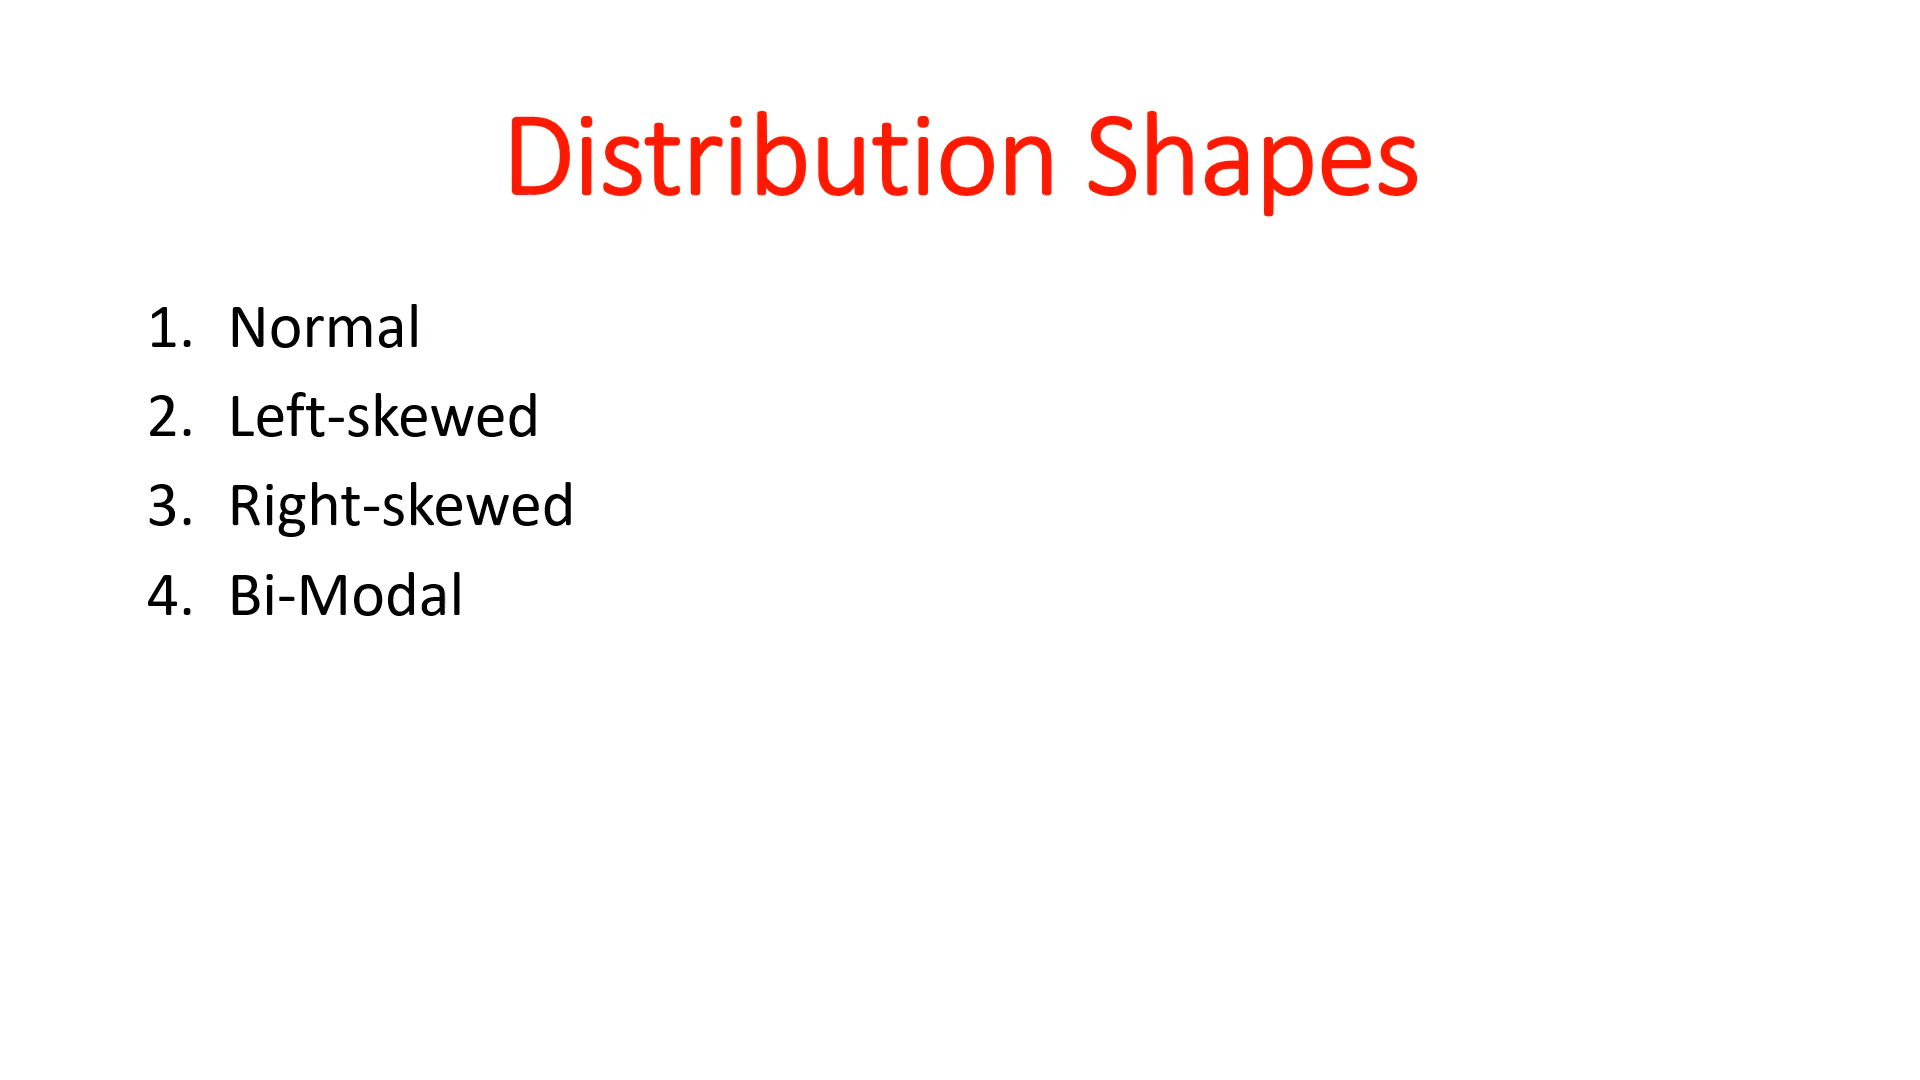 Distribution Shapes
1. Normal
2. Left-skewed
3. Right-skewed
4. Bi-Modal